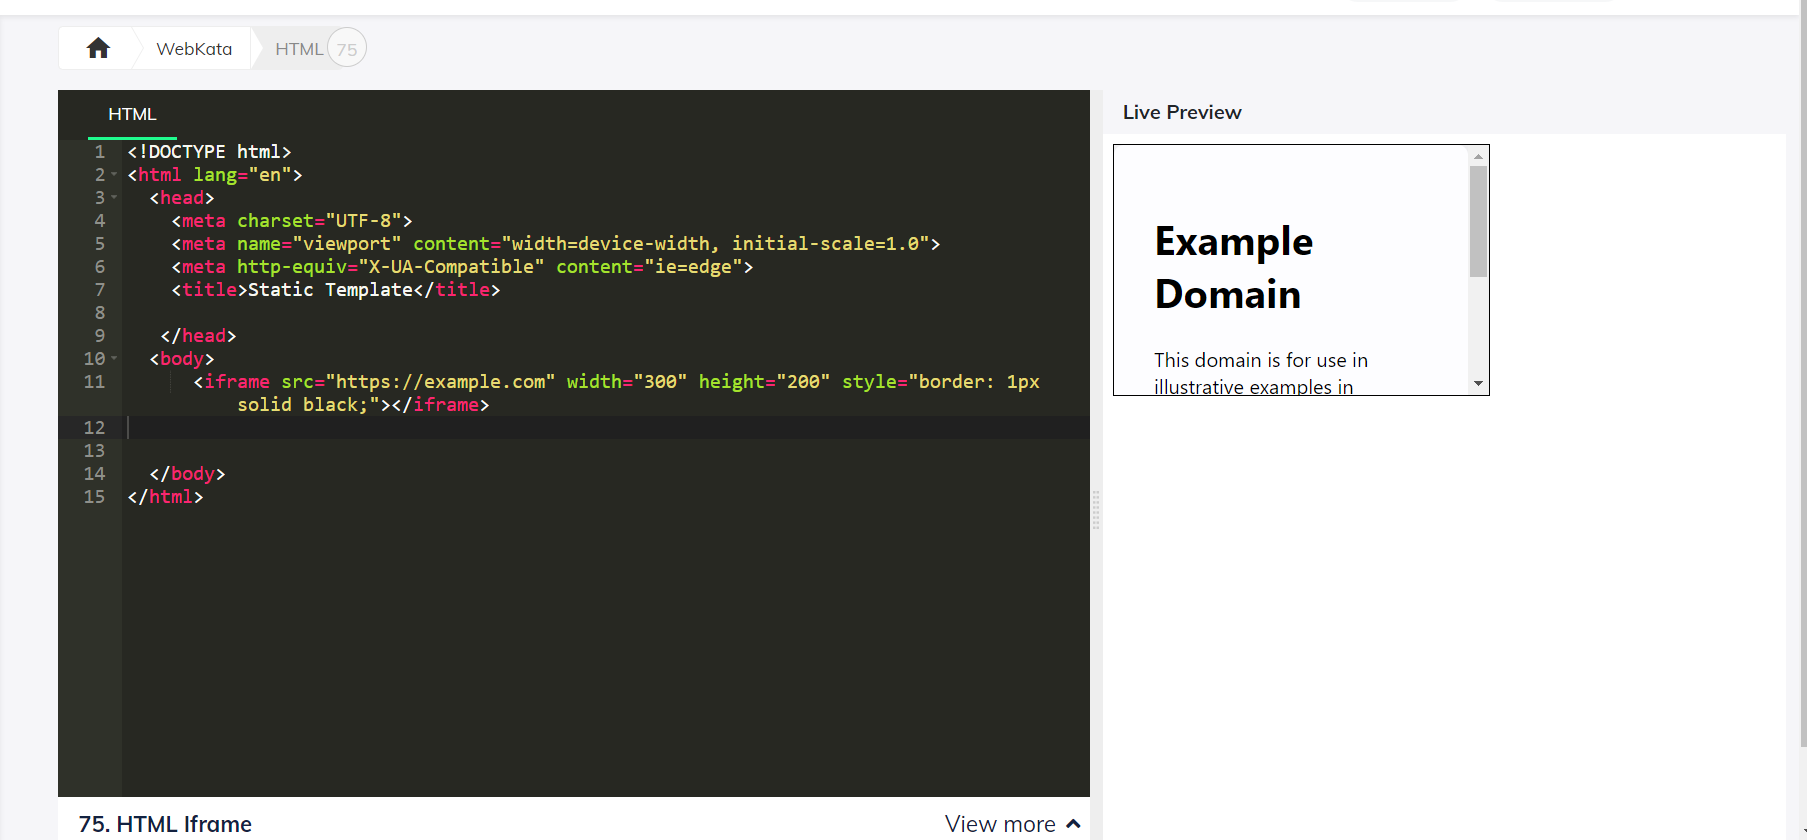 WebKata
HTML 75
HTML
Live Preview
1 <!DOCTYPE html>
2 <html lang="en">
3 <head>
4 <meta charset="UTF-8">
5 <meta name="viewport" content="width=device-width, initial-scale=1.0">
6 <meta http-equiv="X-UA-Compatible" content="ie=edge">
7 <title>Static Template</title>
8
9 </head>
10 <body>
11 <iframe src="https://example.com" width="300" height="200" style="border: 1px
solid black;"></iframe>
12
13
14 </body>
15 </html>
Example
Domain
This domain is for use in
illustrative examples in
75. HTML Iframe
View more